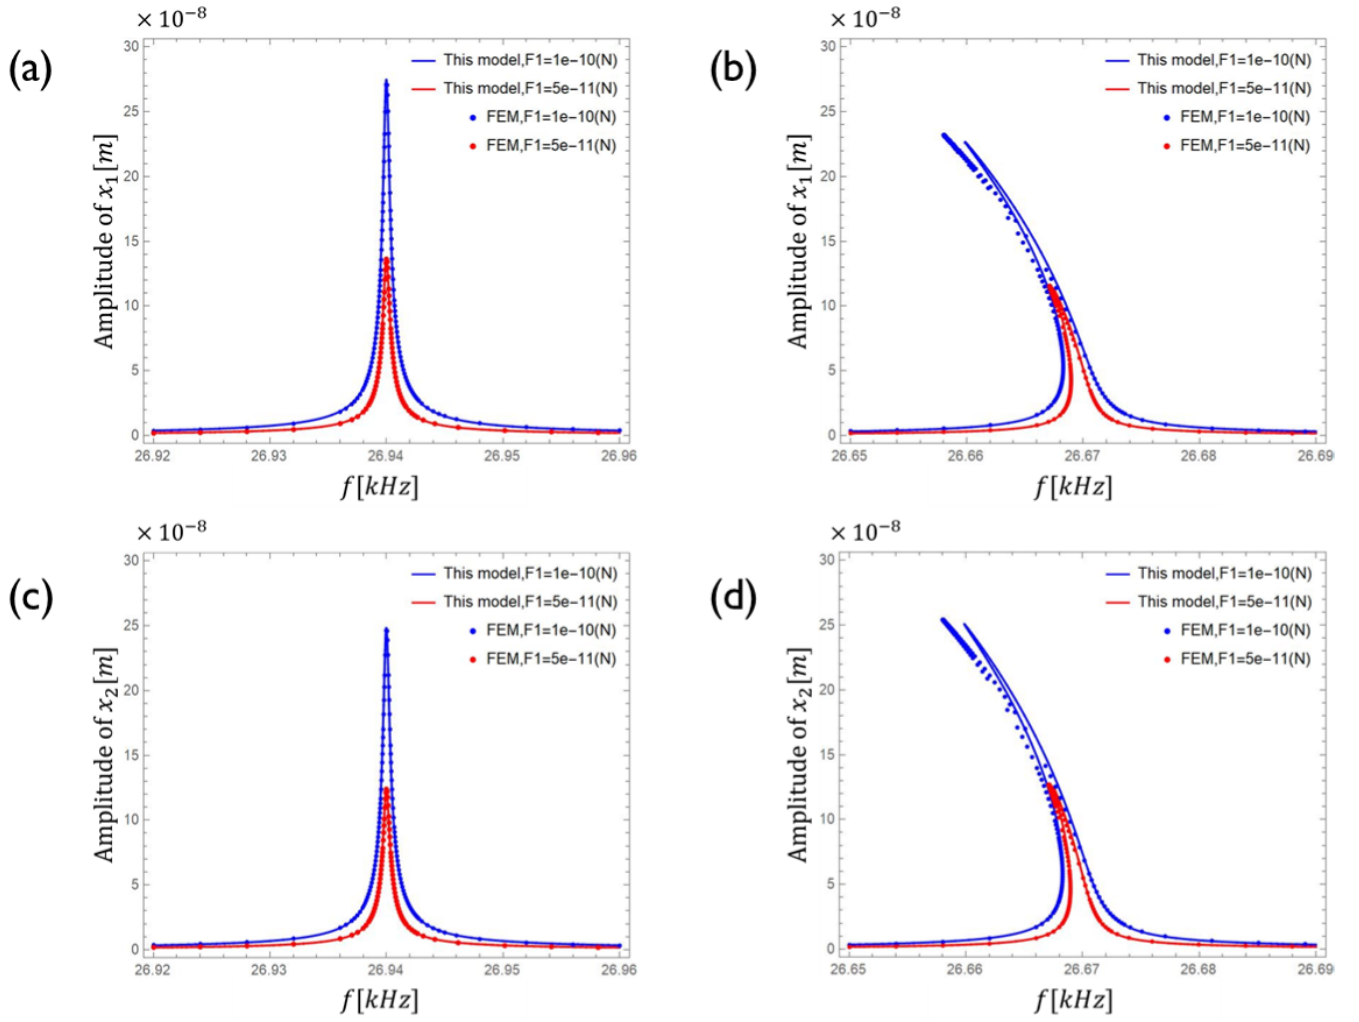 (a)
× 10⁻⁸
Amplitude of x₁[m]
30
25
20
15
10
5
0
This model,F1=1e−10(N)
This model,F1=5e−11(N)
FEM,F1=1e−10(N)
FEM,F1=5e−11(N)
26.92 26.93 26.94 26.95 26.96
f[kHz]
(b)
× 10⁻⁸
Amplitude of x₁[m]
30
25
20
15
10
5
0
This model,F1=1e−10(N)
This model,F1=5e−11(N)
FEM,F1=1e−10(N)
FEM,F1=5e−11(N)
26.65 26.66 26.67 26.68 26.69
f[kHz]
(c)
× 10⁻⁸
Amplitude of x₂[m]
30
25
20
15
10
5
0
This model,F1=1e−10(N)
This model,F1=5e−11(N)
FEM,F1=1e−10(N)
FEM,F1=5e−11(N)
26.92 26.93 26.94 26.95 26.96
f[kHz]
(d)
× 10⁻⁸
Amplitude of x₂[m]
30
25
20
15
10
5
0
This model,F1=1e−10(N)
This model,F1=5e−11(N)
FEM,F1=1e−10(N)
FEM,F1=5e−11(N)
26.65 26.66 26.67 26.68 26.69
f[kHz]